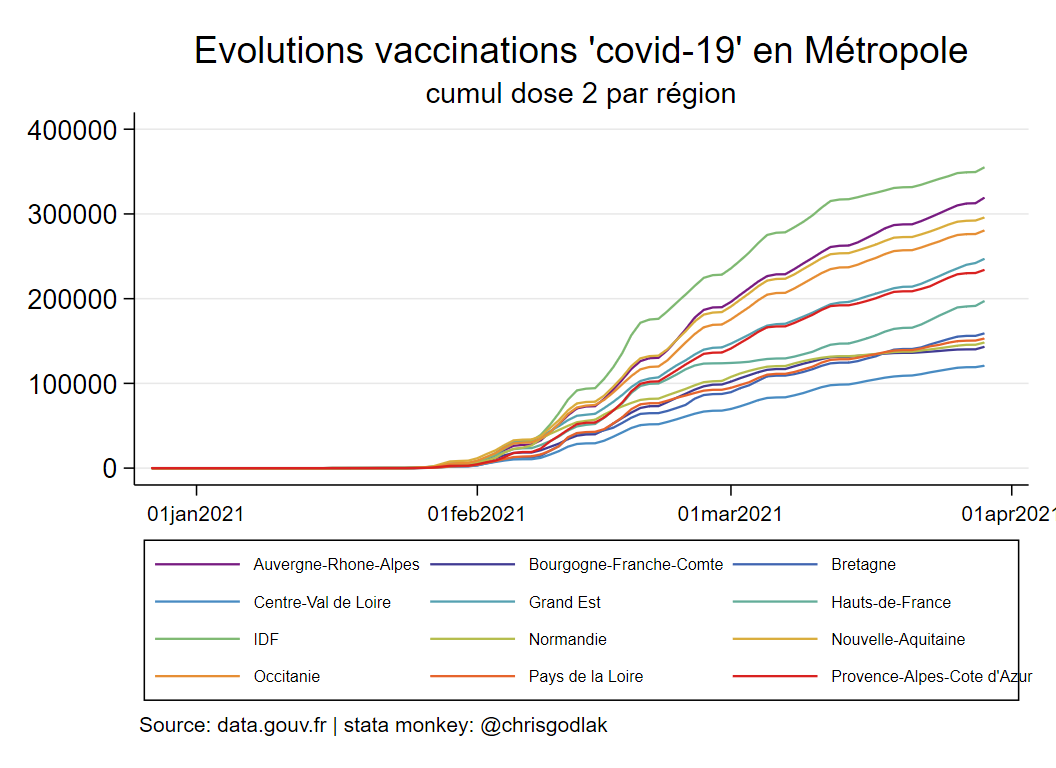 Evolutions vaccinations 'covid-19' en Métropole
cumul dose 2 par région
400000
300000
200000
100000
0
01jan2021 01feb2021 01mar2021 01apr2021
Auvergne-Rhone-Alpes Bourgogne-Franche-Comte Bretagne
Centre-Val de Loire Grand Est Hauts-de-France
IDF Normandie Nouvelle-Aquitaine
Occitanie Pays de la Loire Provence-Alpes-Cote d'Azur
Source: data.gouv.fr | stata monkey: @chrisgodlak